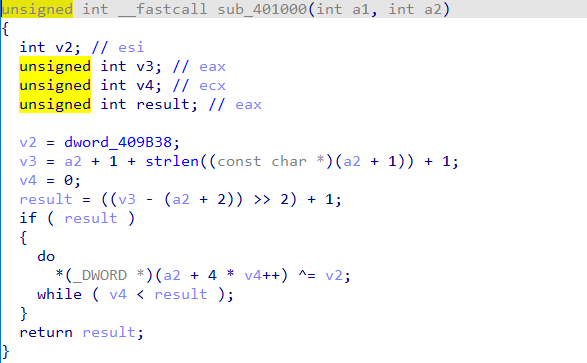 unsigned int __fastcall sub_401000(int a1, int a2)
{
int v2; // esi
unsigned int v3; // eax
unsigned int v4; // ecx
unsigned int result; // eax
v2 = dword_409B38;
v3 = a2 + 1 + strlen((const char *)(a2 + 1)) + 1;
v4 = 0;
result = ((v3 - (a2 + 2)) >> 2) + 1;
if ( result )
{
do
*(_DWORD *)(a2 + 4 * v4++) ^= v2;
while ( v4 < result );
}
return result;
}